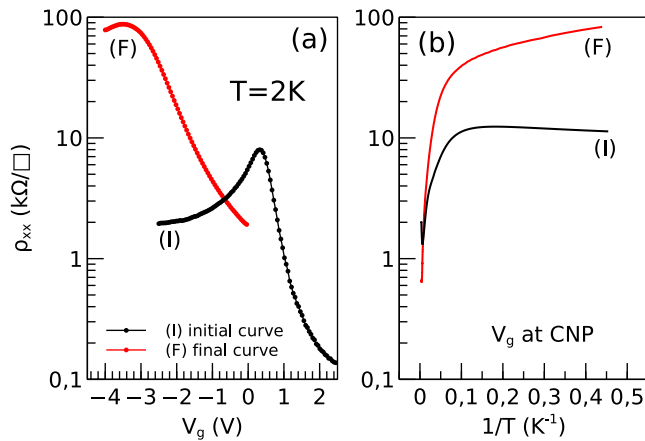 100
10
1
0,1
ρxx (kΩ/□)
(F)
(a)
T=2K
(I)
(I) initial curve
(F) final curve
−4 −3 −2 −1 0 1 2
Vg (V)
100
10
1
0,1
(b)
(F)
(I)
Vg at CNP
0 0,1 0,2 0,3 0,4 0,5
1/T (K-1)